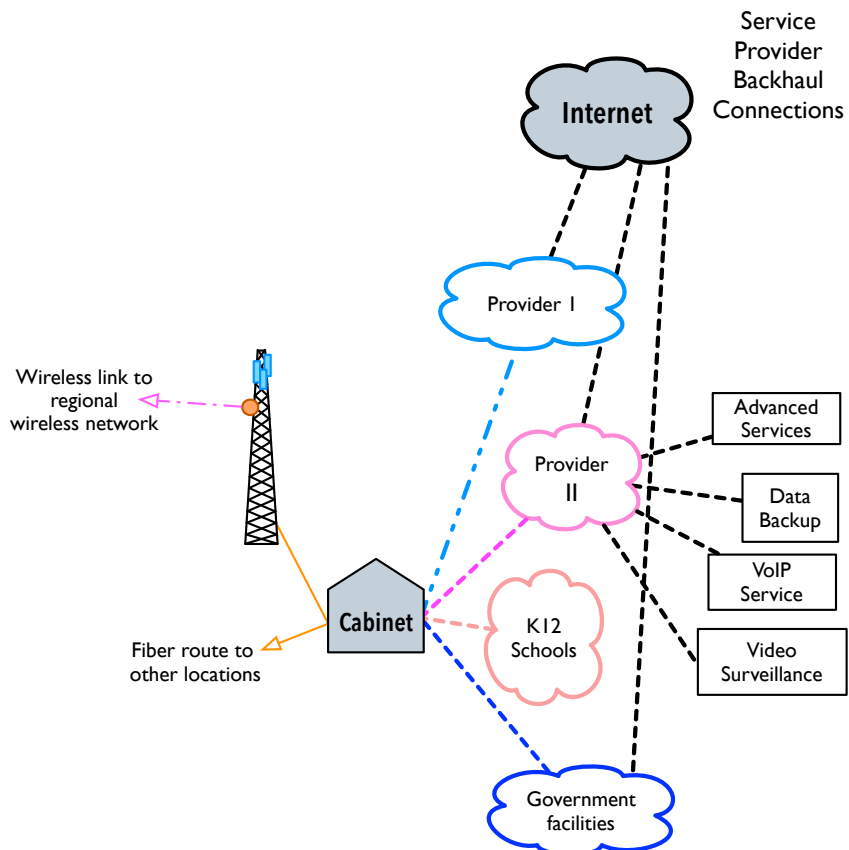 Service
Provider
Backhaul
Connections
Internet
Provider I
Wireless link to
regional
wireless network
Advanced
Services
Provider
II
Data
Backup
VoIP
Service
Cabinet
K12
Schools
Fiber route to
other locations
Video
Surveillance
Government
facilities